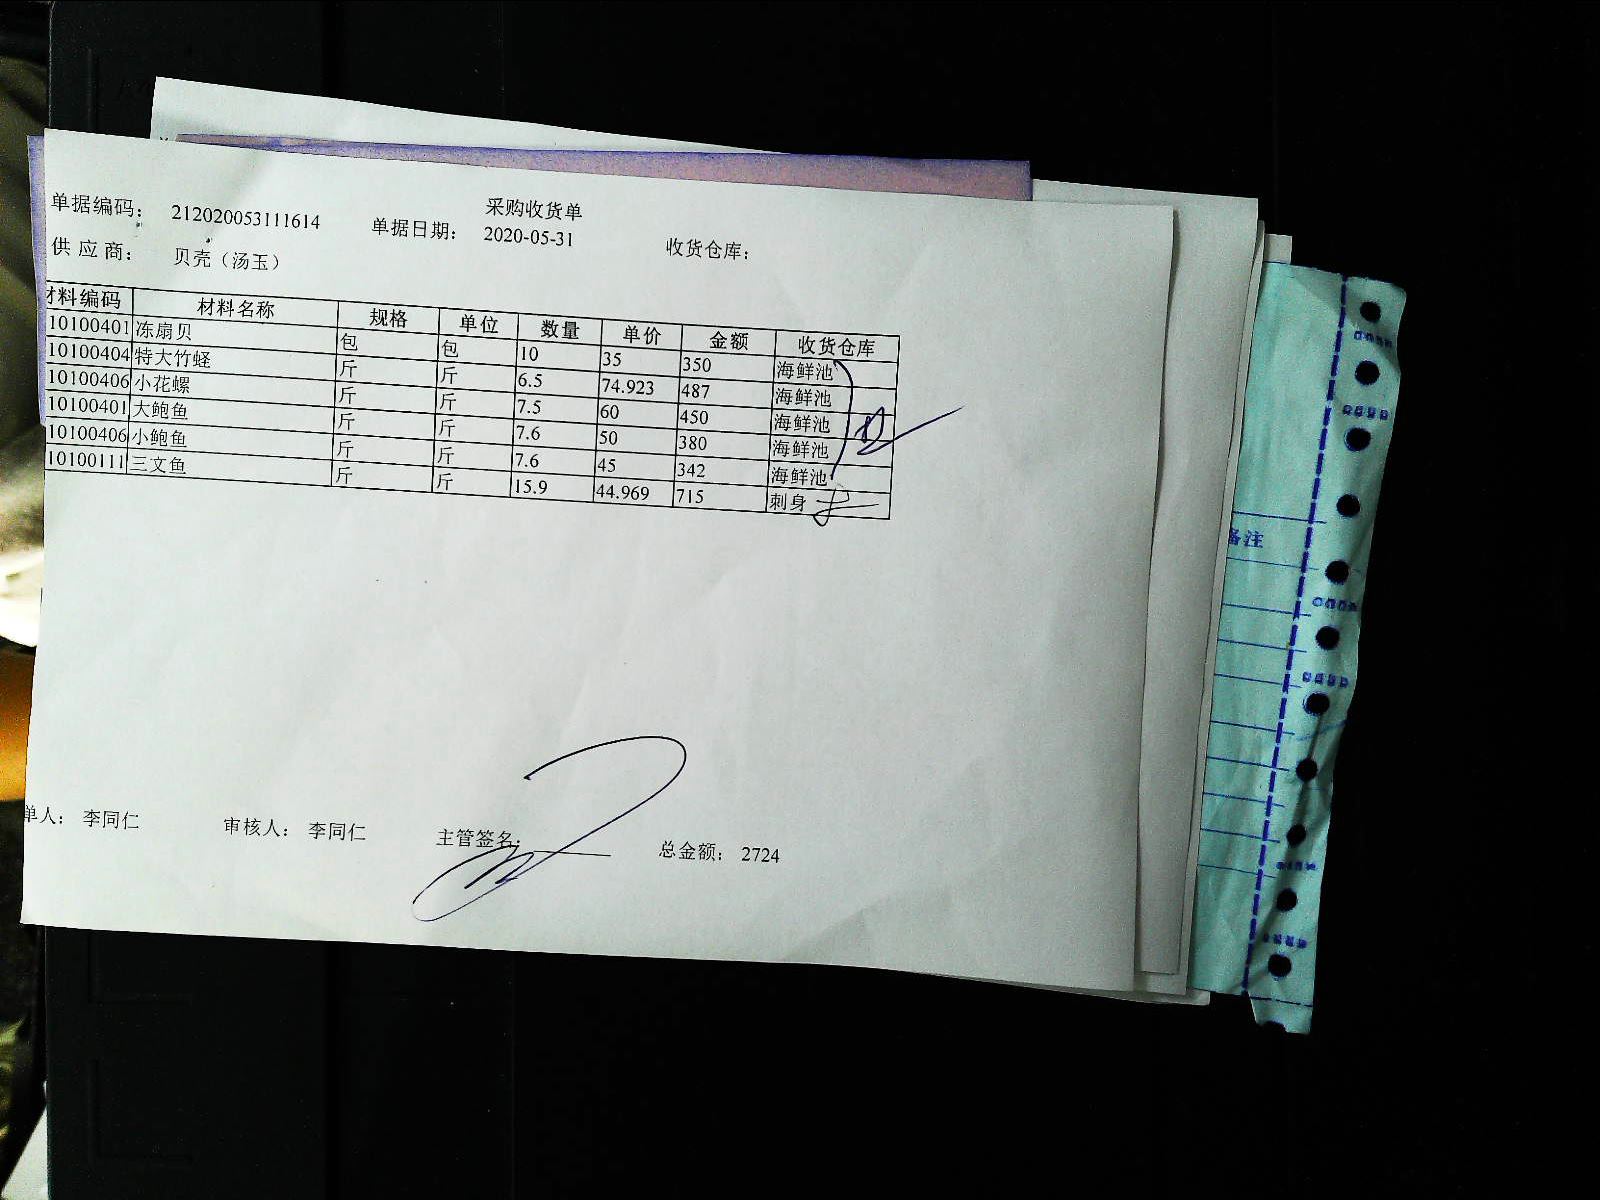 采购收货单
单据编码： 212020053111614 单据日期： 2020-05-31 收货仓库：
供应商： 贝壳（汤玉）
材料编码 材料名称 规格 单位 数量 单价 金额 收货仓库
10100401 冻扇贝 包 包 10 35 350 海鲜池
10100404 特大竹蛏 斤 斤 6.5 74.923 487 海鲜池
10100406 小花螺 斤 斤 7.5 60 450 海鲜池
10100401 大鲍鱼 斤 斤 7.6 50 380 海鲜池
10100406 小鲍鱼 斤 斤 7.6 45 342 海鲜池
10100111 三文鱼 斤 斤 15.9 44.969 715 刺身
单人： 李同仁 审核人： 李同仁 主管签名： 总金额： 2724
备注